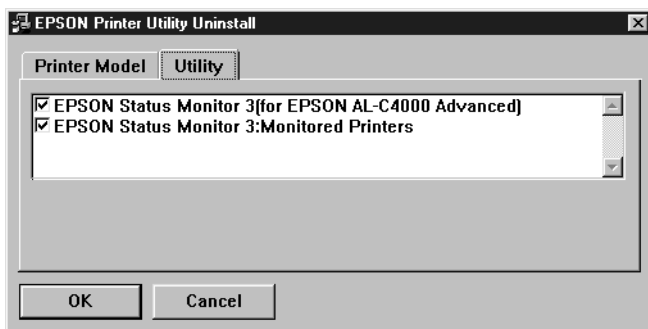 EPSON Printer Utility Uninstall
Printer Model
Utility
EPSON Status Monitor 3(for EPSON AL-C4000 Advanced)
EPSON Status Monitor 3:Monitored Printers
OK
Cancel